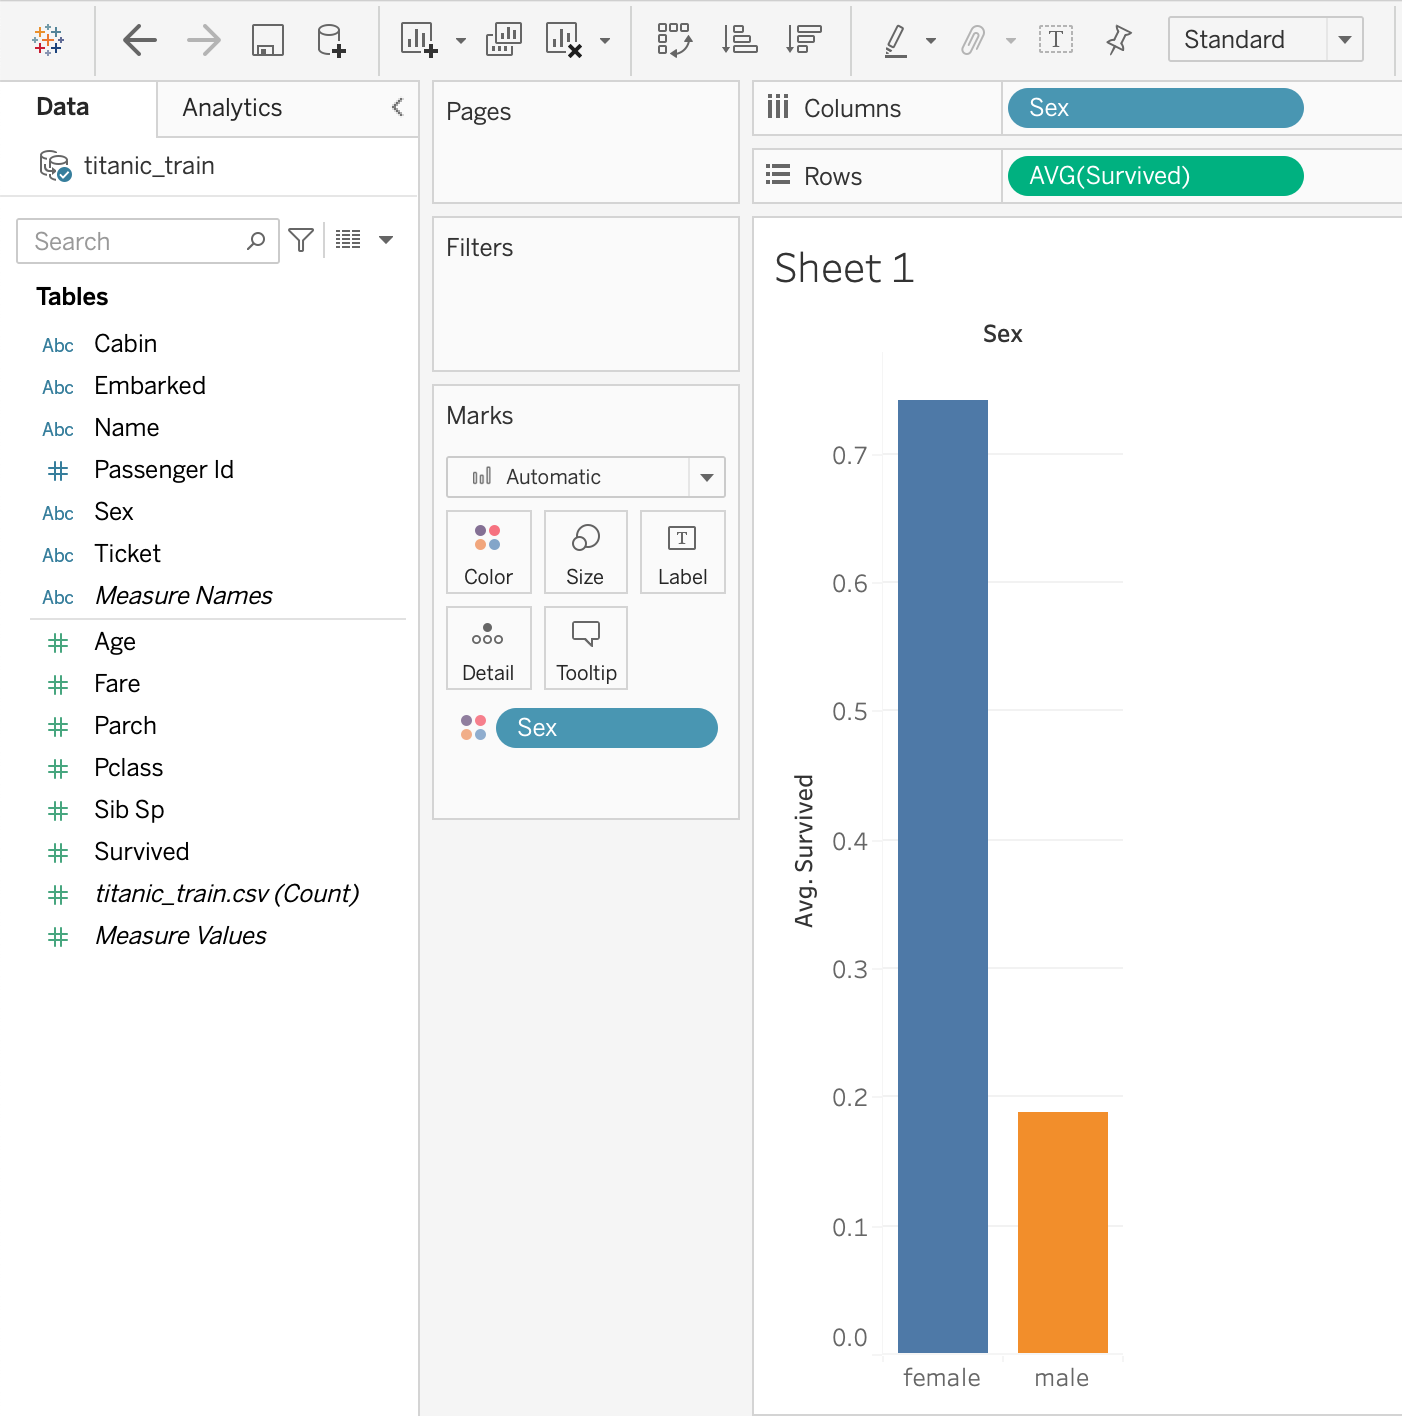 Standard
Data
Analytics
titanic_train
Search
Tables
Abc Cabin
Abc Embarked
Abc Name
# Passenger Id
Abc Sex
Abc Ticket
Abc Measure Names
# Age
# Fare
# Parch
# Pclass
# Sib Sp
# Survived
# titanic_train.csv (Count)
# Measure Values
Pages
Filters
Marks
Automatic
Color
Size
T
Label
Detail
Tooltip
Sex
Columns
Sex
Rows
AVG(Survived)
T
Sheet 1
Sex
Avg. Survived
0.7
0.6
0.5
0.4
0.3
0.2
0.1
0.0
female
male